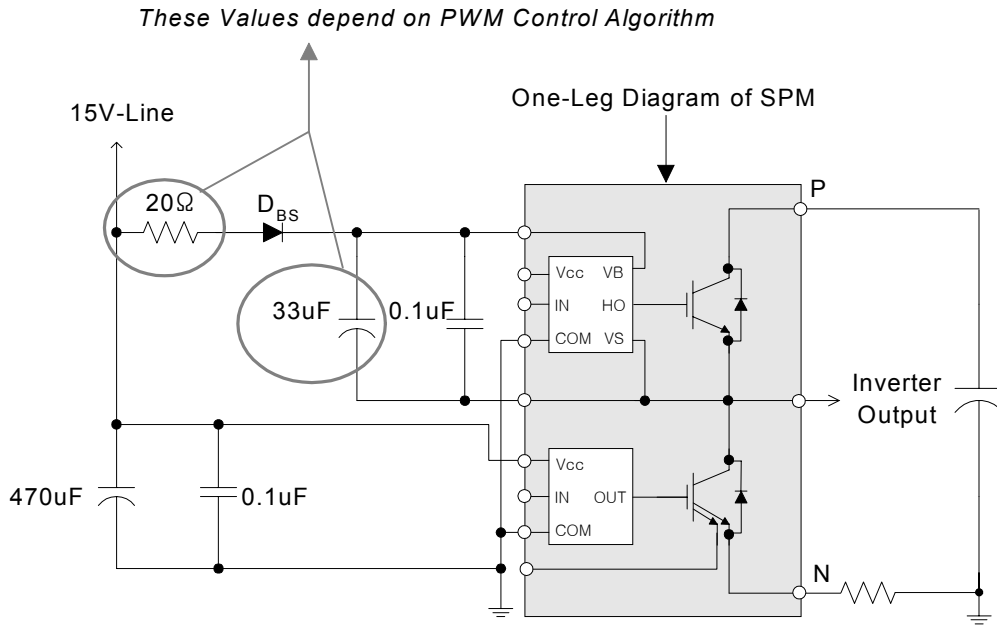 These Values depend on PWM Control Algorithm
One-Leg Diagram of SPM
15V-Line
P
20Ω
DBS
Vcc
VB
IN
HO
COM
VS
33uF
0.1uF
Inverter
Output
Vcc
IN
OUT
COM
470uF
0.1uF
N